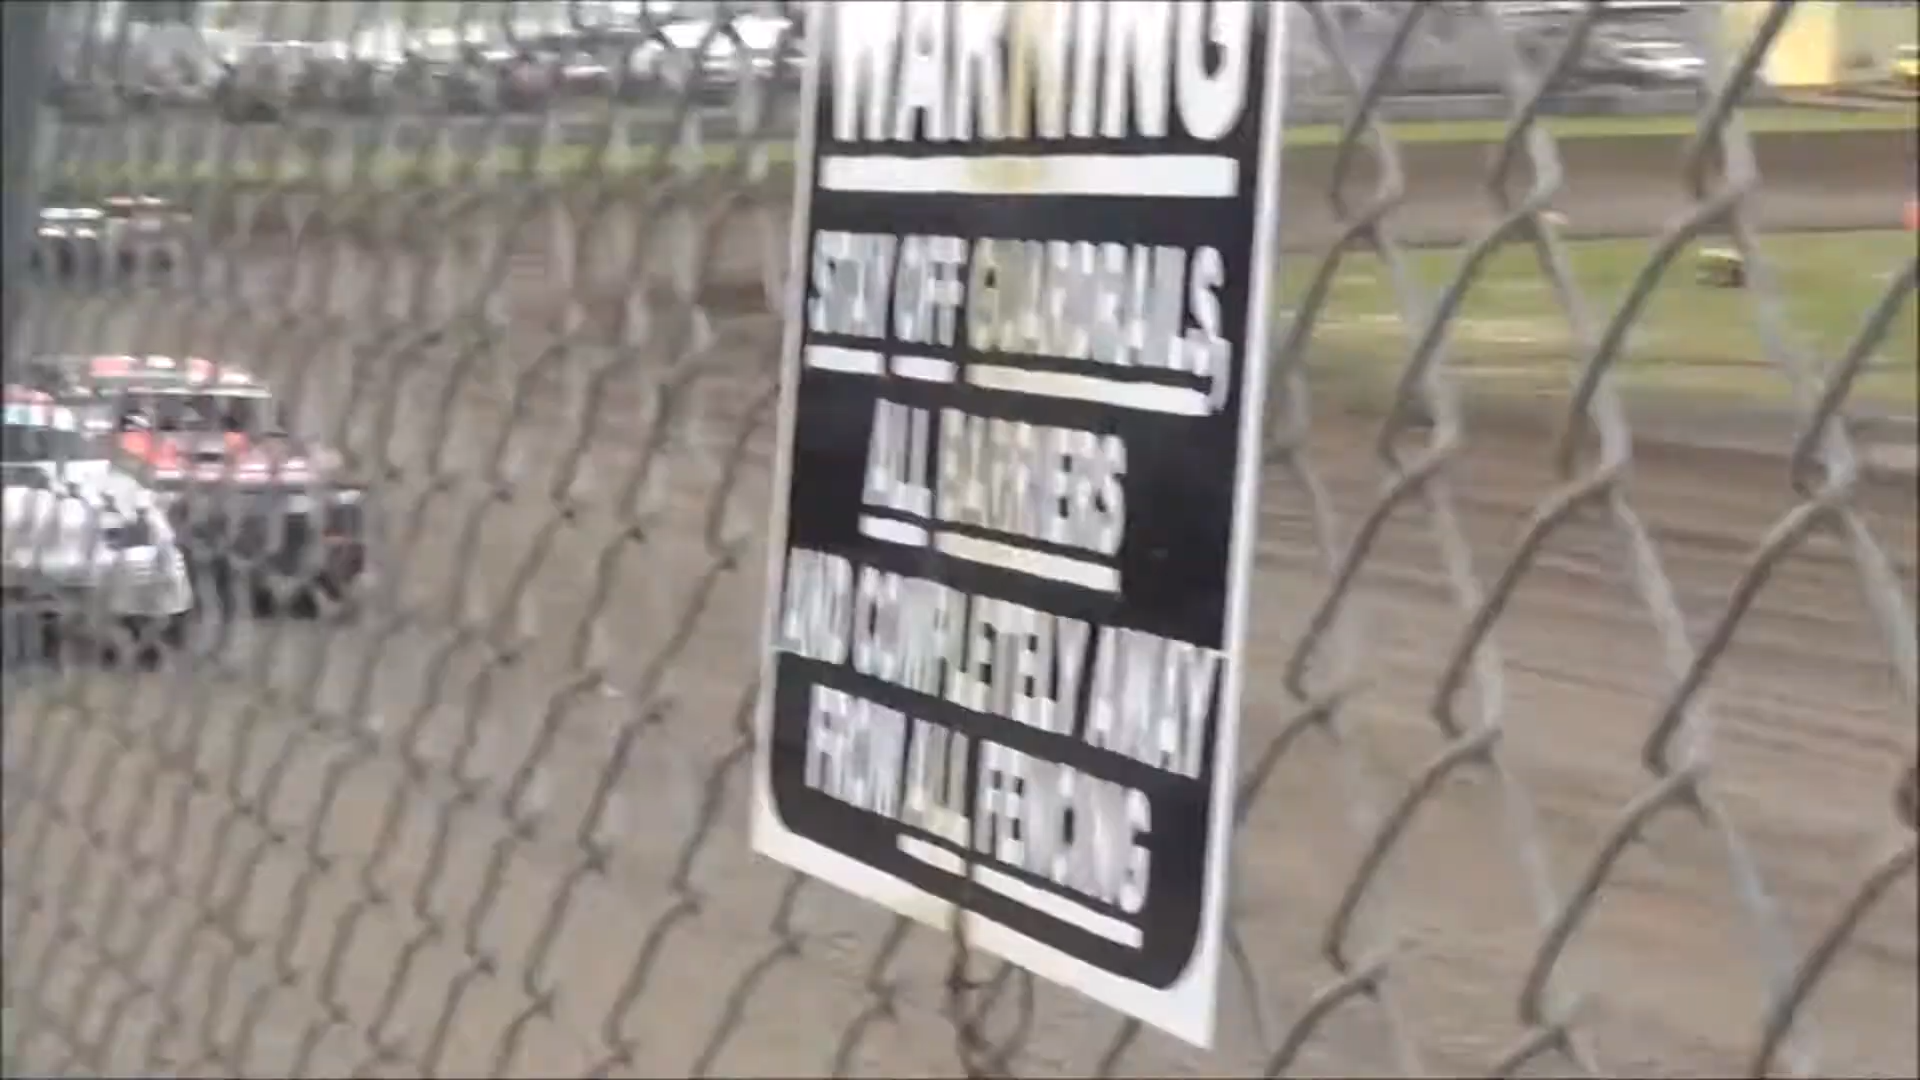 WARNING
STAY OFF GUARDRAILS,
ALL BARRIERS
AND COMPLETELY AWAY
FROM ALL FENCING